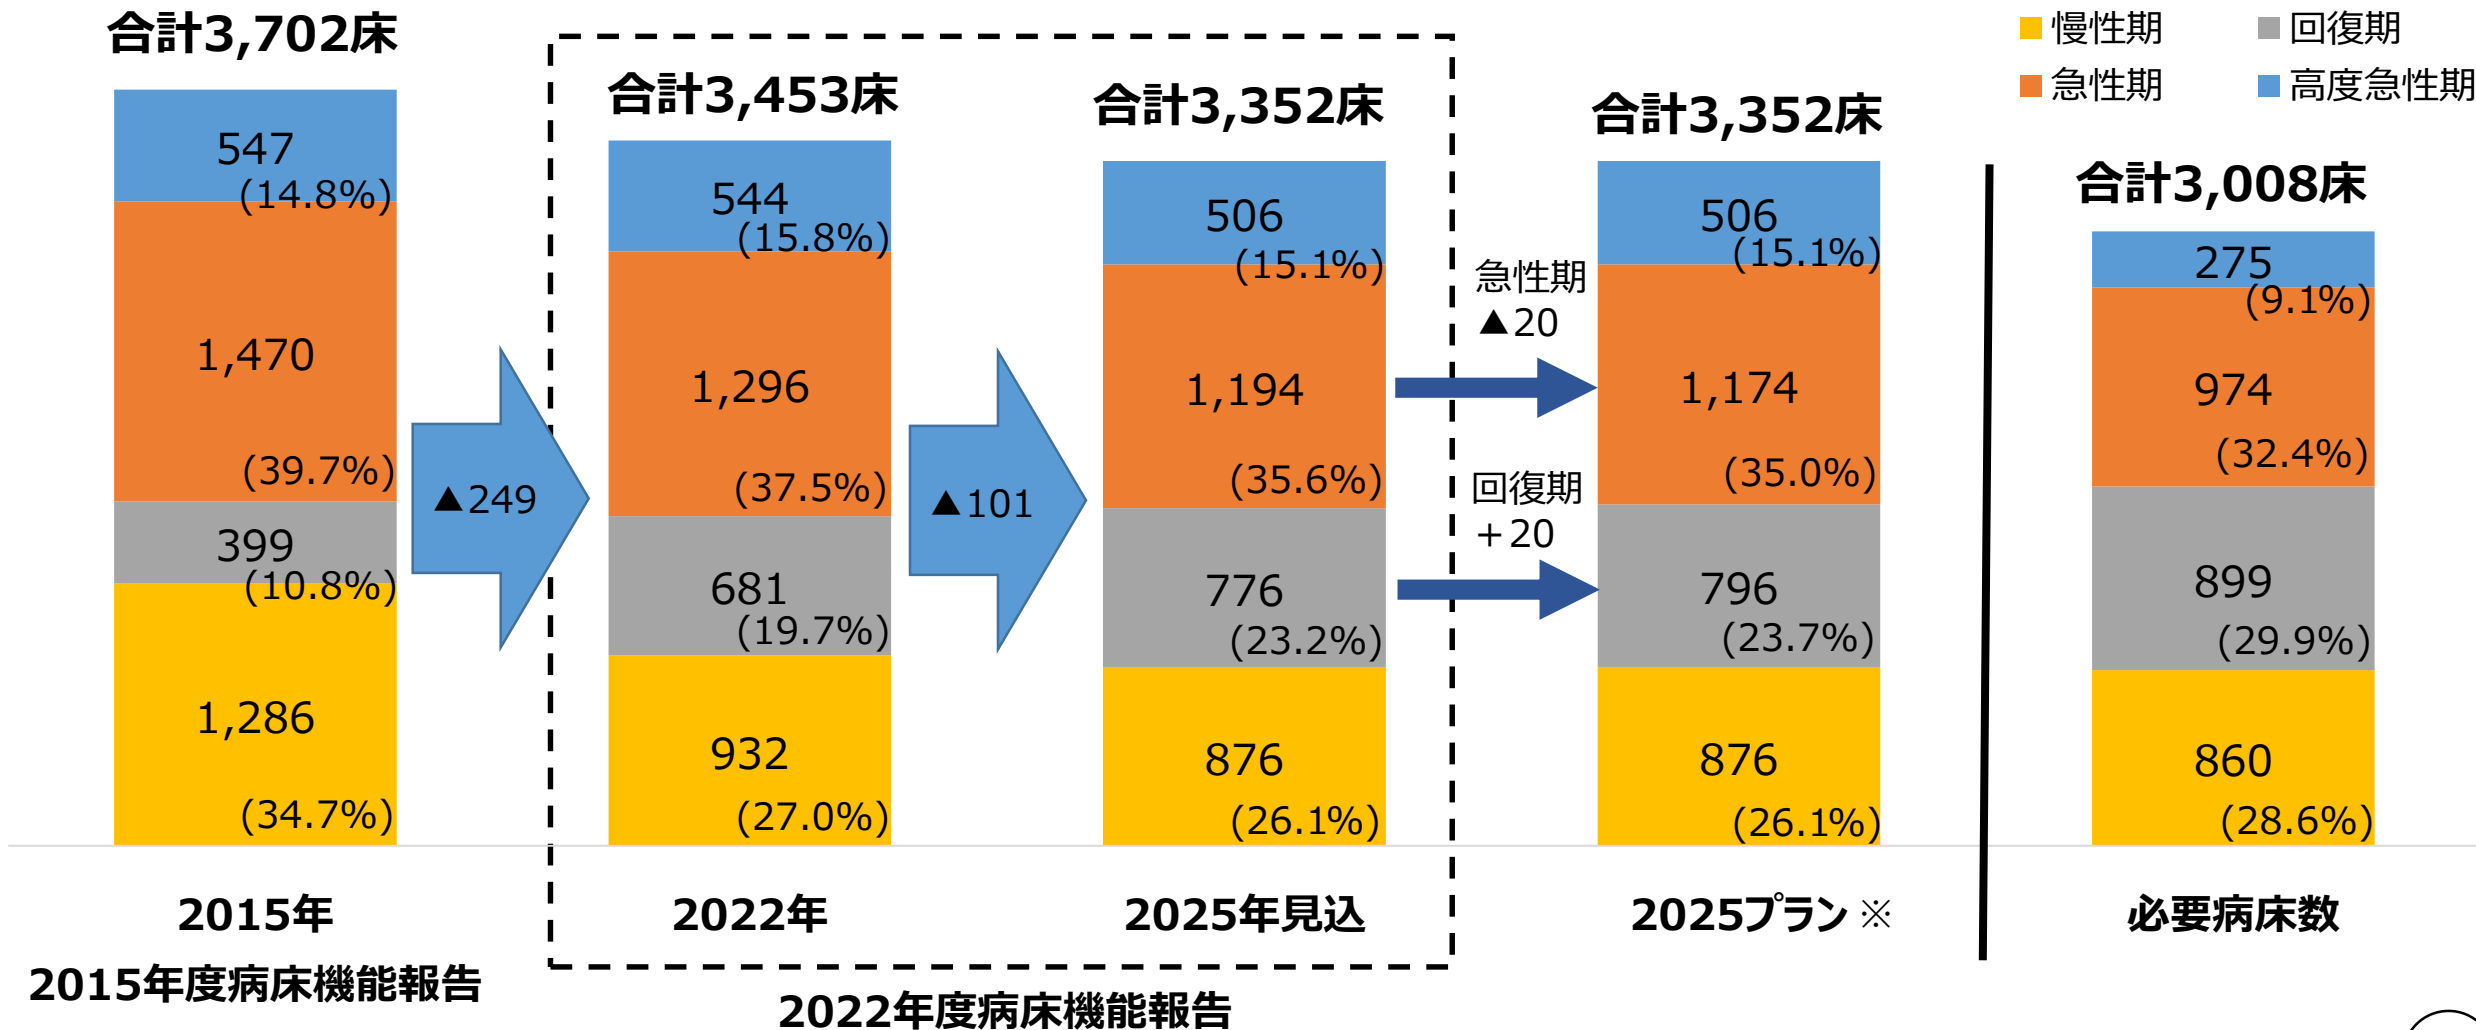 慢性期
回復期
急性期
高度急性期
合計3,702床
547
(14.8%)
1,470
(39.7%)
399
(10.8%)
1,286
(34.7%)
2015年
2015年度病床機能報告
▲249
合計3,453床
544
(15.8%)
1,296
(37.5%)
681
(19.7%)
932
(27.0%)
2022年
▲101
合計3,352床
506
(15.1%)
1,194
(35.6%)
776
(23.2%)
876
(26.1%)
2025年見込
2022年度病床機能報告
急性期
▲20
回復期
+20
合計3,352床
506
(15.1%)
1,174
(35.0%)
796
(23.7%)
876
(26.1%)
2025プラン※
合計3,008床
275
(9.1%)
974
(32.4%)
899
(29.9%)
860
(28.6%)
必要病床数